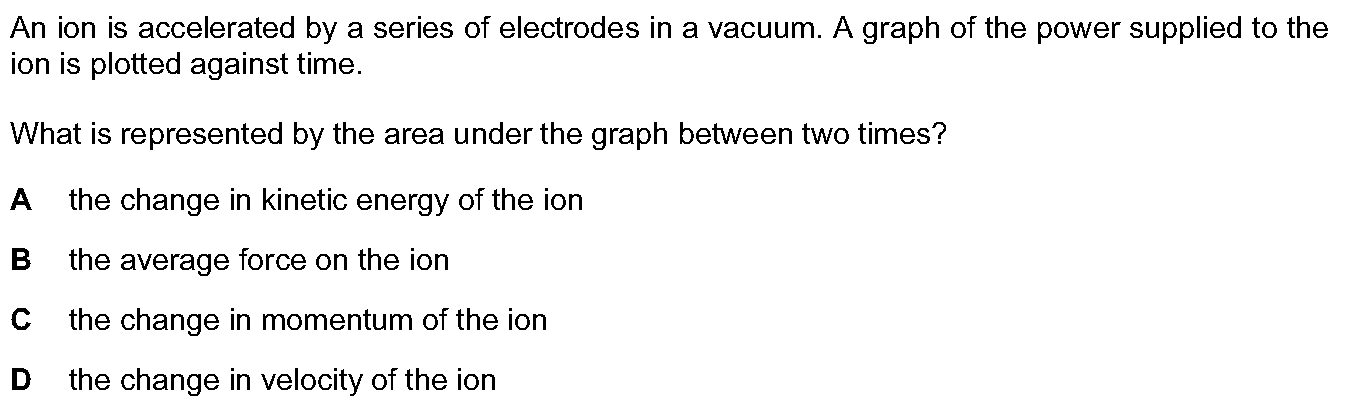 An ion is accelerated by a series of electrodes in a vacuum. A graph of the power supplied to the
ion is plotted against time.
What is represented by the area under the graph between two times?
A the change in kinetic energy of the ion
B the average force on the ion
C the change in momentum of the ion
D the change in velocity of the ion